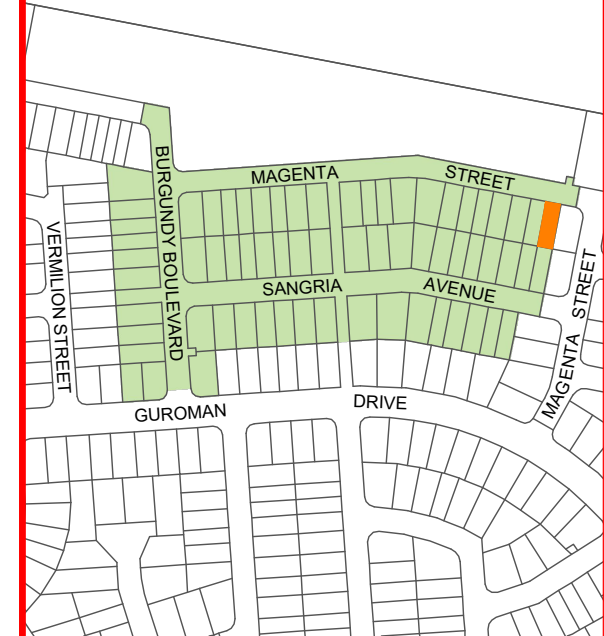 MAGENTA STREET
BURGUNDY BOULEVARD
VERMILION STREET
SANGRIA AVENUE
MAGENTA STREET
GUROMAN DRIVE